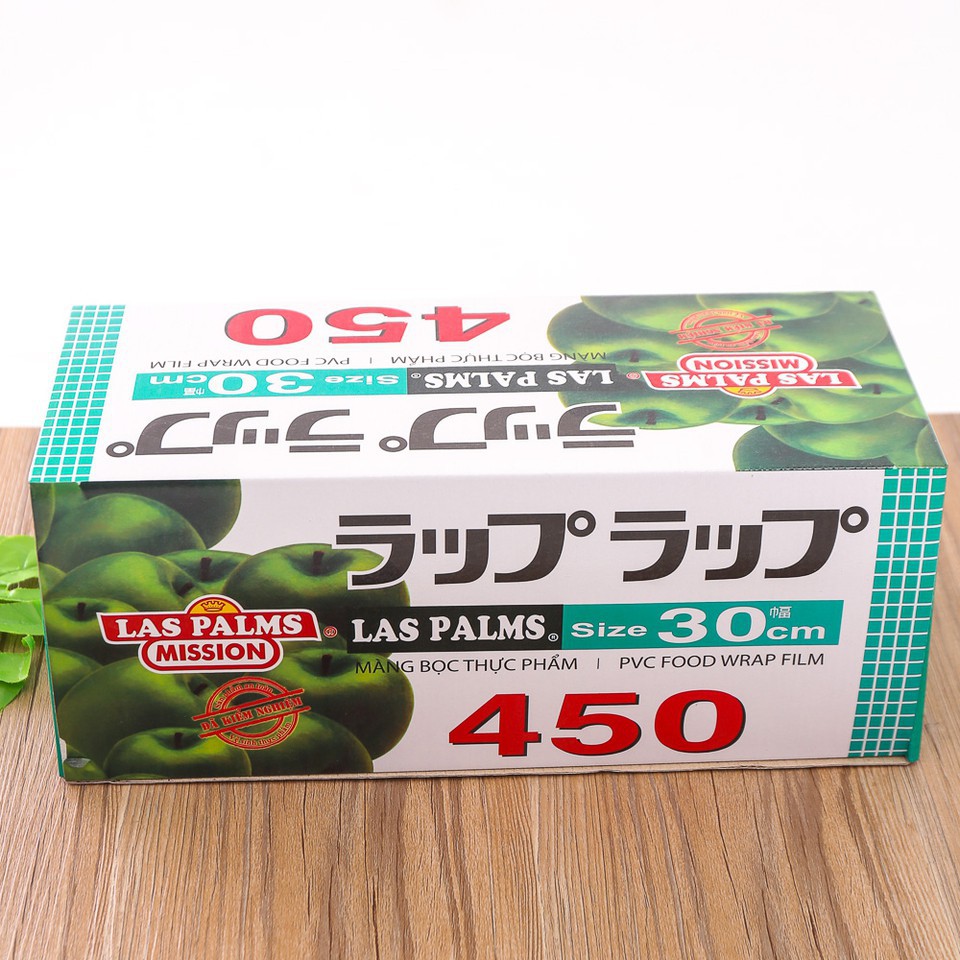 450
MÀNG BỌC THỰC PHẨM | PVC FOOD WRAP FILM
LAS PALMS® Size 30cm 幅
ラップ ラップ
LAS PALMS
MISSION
ラップ ラップ
LAS PALMS
MISSION
®
LAS PALMS® Size 30cm 幅
MÀNG BỌC THỰC PHẨM | PVC FOOD WRAP FILM
ĐÃ KIỂM NGHIỆM
450